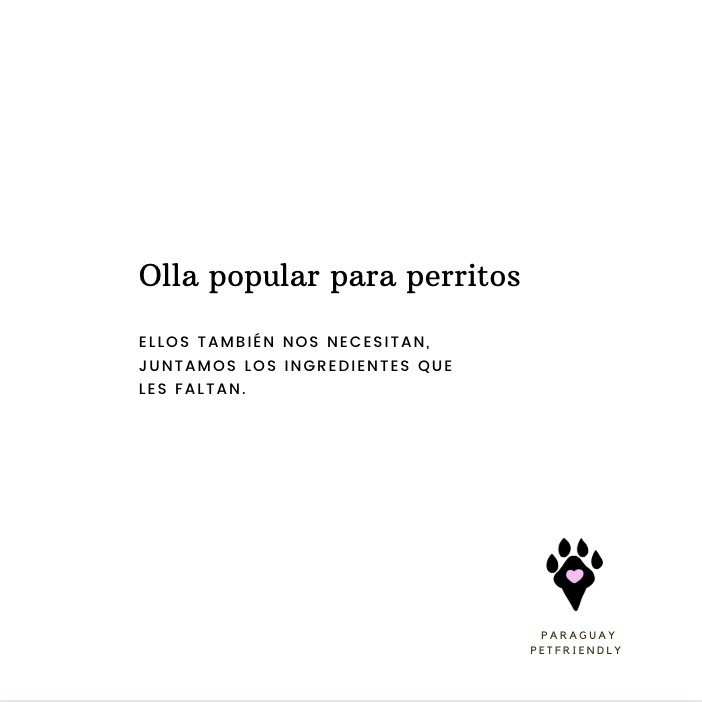 Olla popular para perritos
ELLOS TAMBIÉN NOS NECESITAN,
JUNTAMOS LOS INGREDIENTES QUE
LES FALTAN.
PARAGUAY
PETFRIENDLY